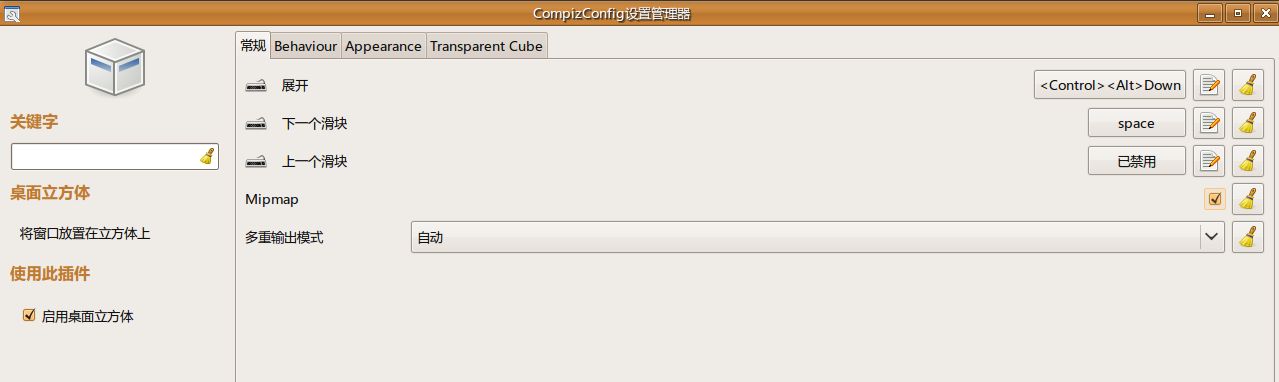 CompizConfig设置管理器
关键字
桌面立方体
将窗口放置在立方体上
使用此插件
启用桌面立方体
常规 Behaviour Appearance Transparent Cube
展开 <Control><Alt>Down
下一个滑块 space
上一个滑块 已禁用
Mipmap
多重输出模式 自动